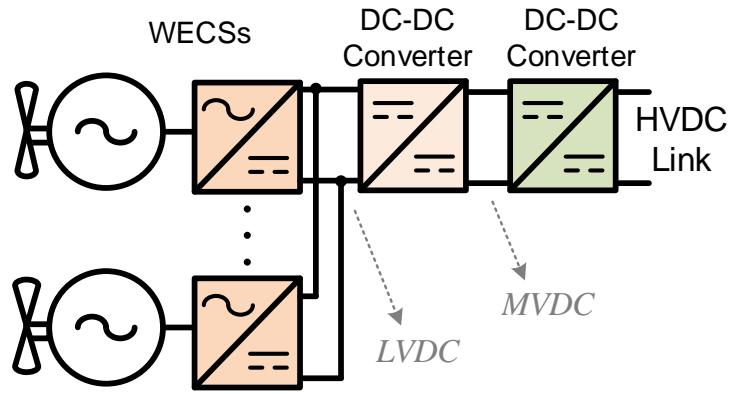 WECSs
DC-DC
Converter
DC-DC
Converter
HVDC
Link
MVDC
LVDC